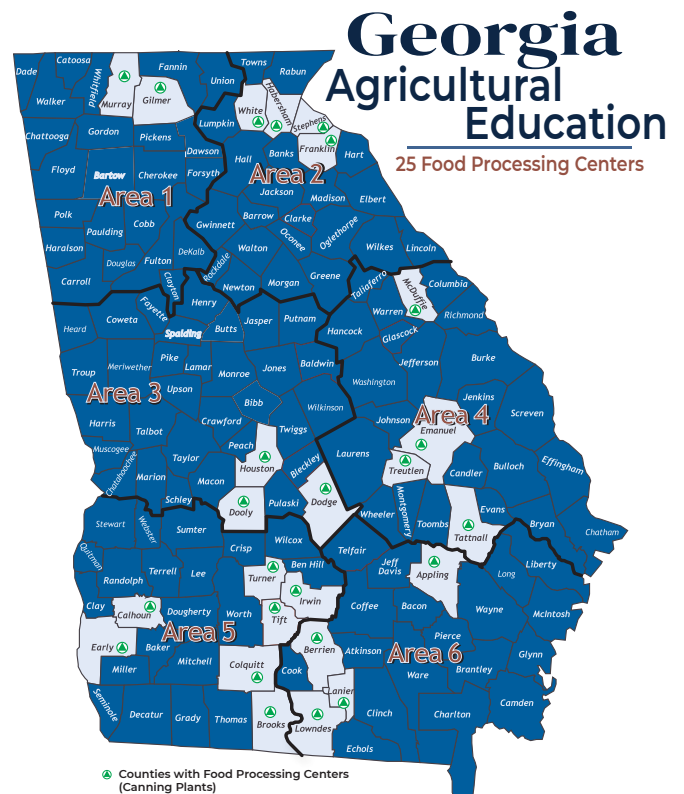 Georgia
Agricultural
Education
25 Food Processing Centers
Dade
Catoosa
Whitfield
Murray
Fannin
Gilmer
Union
Towns
Rabun
Walker
White
Habersham
Stephens
Lumpkin
Chattooga
Gordon
Pickens
Dawson
Hall
Banks
Franklin
Hart
Floyd
Bartow
Cherokee
Forsyth
Area 1
Area 2
Jackson
Madison
Elbert
Polk
Paulding
Cobb
Gwinnett
Barrow
Clarke
Oconee
Oglethorpe
Wilkes
Lincoln
Haralson
Douglas
Fulton
DeKalb
Rockdale
Walton
Carroll
Clayton
Newton
Morgan
Greene
Taliaferro
McDuffie
Columbia
Heard
Coweta
Fayette
Henry
Spalding
Butts
Jasper
Putnam
Hancock
Warren
Richmond
Glascock
Troup
Meriwether
Pike
Lamar
Monroe
Jones
Baldwin
Washington
Jefferson
Burke
Area 3
Upson
Bibb
Wilkinson
Johnson
Area 4
Jenkins
Screven
Harris
Talbot
Crawford
Twiggs
Emanuel
Muscogee
Chatahoochee
Marion
Taylor
Peach
Houston
Bleckley
Laurens
Treutlen
Candler
Bulloch
Effingham
Macon
Schley
Dooly
Pulaski
Dodge
Wheeler
Montgomery
Toombs
Tattnall
Evans
Bryan
Chatham
Stewart
Webster
Sumter
Crisp
Wilcox
Telfair
Quitman
Randolph
Terrell
Lee
Turner
Ben Hill
Jeff
Davis
Appling
Long
Liberty
Clay
Calhoun
Dougherty
Worth
Tift
Irwin
Coffee
Bacon
Wayne
McIntosh
Area 5
Early
Baker
Mitchell
Colquitt
Berrien
Atkinson
Area 6
Pierce
Glynn
Miller
Cook
Lanier
Ware
Brantley
Seminole
Decatur
Grady
Thomas
Brooks
Lowndes
Clinch
Charlton
Camden
Echols
Counties with Food Processing Centers
(Canning Plants)